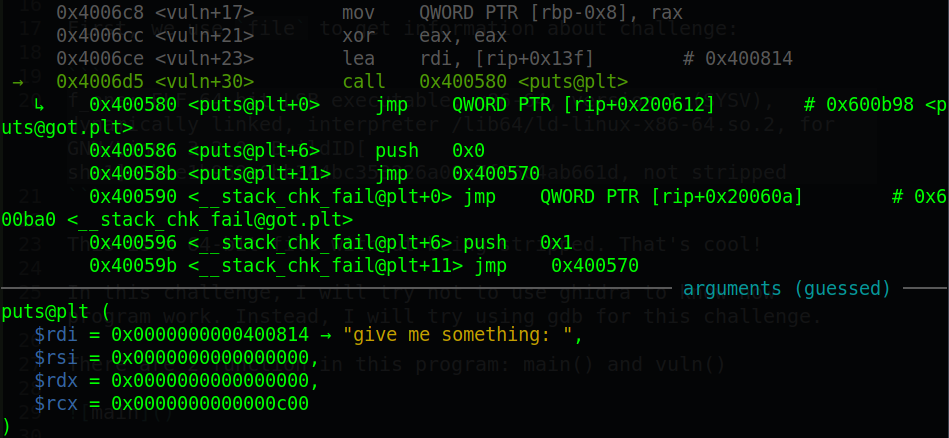 0x4006c8 <vuln+17> mov QWORD PTR [rbp-0x8], rax
0x4006cc <vuln+21> xor eax, eax
0x4006ce <vuln+23> lea rdi, [rip+0x13f] # 0x400814
→ 0x4006d5 <vuln+30> call 0x400580 <puts@plt>
↳ 0x400580 <puts@plt+0> jmp QWORD PTR [rip+0x200612] # 0x600b98 <p
uts@got.plt>
0x400586 <puts@plt+6> push 0x0
0x40058b <puts@plt+11> jmp 0x400570
0x400590 <__stack_chk_fail@plt+0> jmp QWORD PTR [rip+0x20060a] # 0x6
00ba0 <__stack_chk_fail@got.plt>
0x400596 <__stack_chk_fail@plt+6> push 0x1
0x40059b <__stack_chk_fail@plt+11> jmp 0x400570
arguments (guessed)
puts@plt (
$rdi = 0x0000000000400814 → "give me something: ",
$rsi = 0x0000000000000000,
$rdx = 0x0000000000000000,
$rcx = 0x0000000000000c00
)